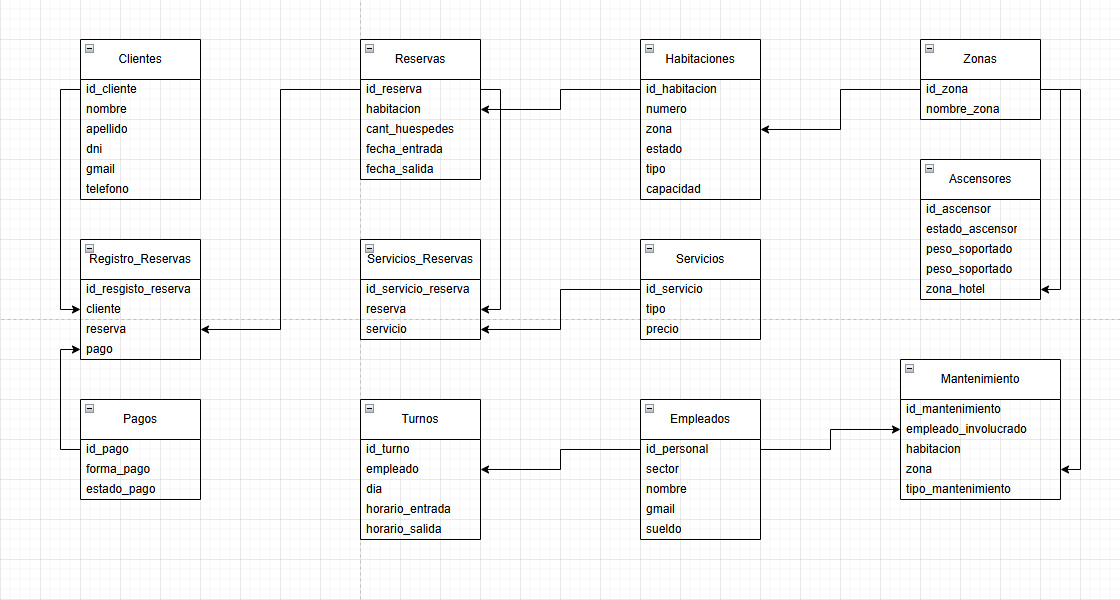 Clientes
id_cliente
nombre
apellido
dni
gmail
telefono
Reservas
id_reserva
habitacion
cant_huespedes
fecha_entrada
fecha_salida
Habitaciones
id_habitacion
numero
zona
estado
tipo
capacidad
Zonas
id_zona
nombre_zona
Ascensores
id_ascensor
estado_ascensor
peso_soportado
peso_soportado
zona_hotel
Registro_Reservas
id_resgisto_reserva
cliente
reserva
pago
Servicios_Reservas
id_servicio_reserva
reserva
servicio
Servicios
id_servicio
tipo
precio
Pagos
id_pago
forma_pago
estado_pago
Turnos
id_turno
empleado
dia
horario_entrada
horario_salida
Empleados
id_personal
sector
nombre
gmail
sueldo
Mantenimiento
id_mantenimiento
empleado_involucrado
habitacion
zona
tipo_mantenimiento